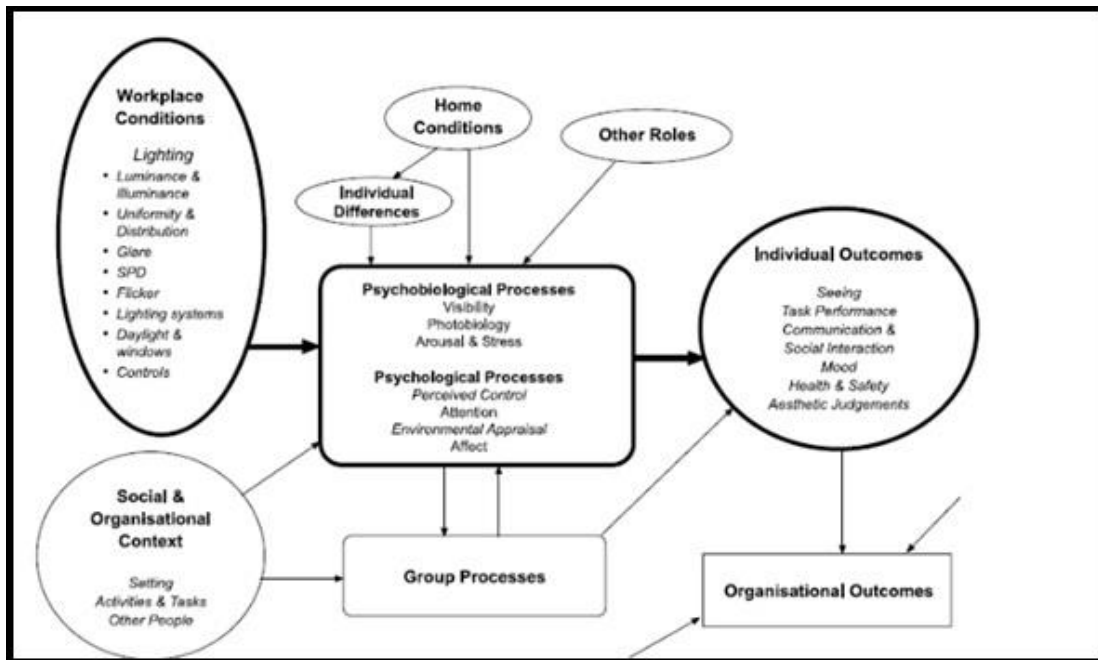 Workplace
Conditions
Lighting
• Luminance &
Illuminance
• Uniformity &
Distribution
• Glare
• SPD
• Flicker
• Lighting systems
• Daylight &
windows
• Controls
Home
Conditions
Other Roles
Individual
Differences
Psychobiological Processes
Visibility
Photobiology
Arousal & Stress
Psychological Processes
Perceived Control
Attention
Environmental Appraisal
Affect
Individual Outcomes
Seeing
Task Performance
Communication &
Social Interaction
Mood
Health & Safety
Aesthetic Judgements
Social &
Organisational
Context
Setting
Activities & Tasks
Other People
Group Processes
Organisational Outcomes